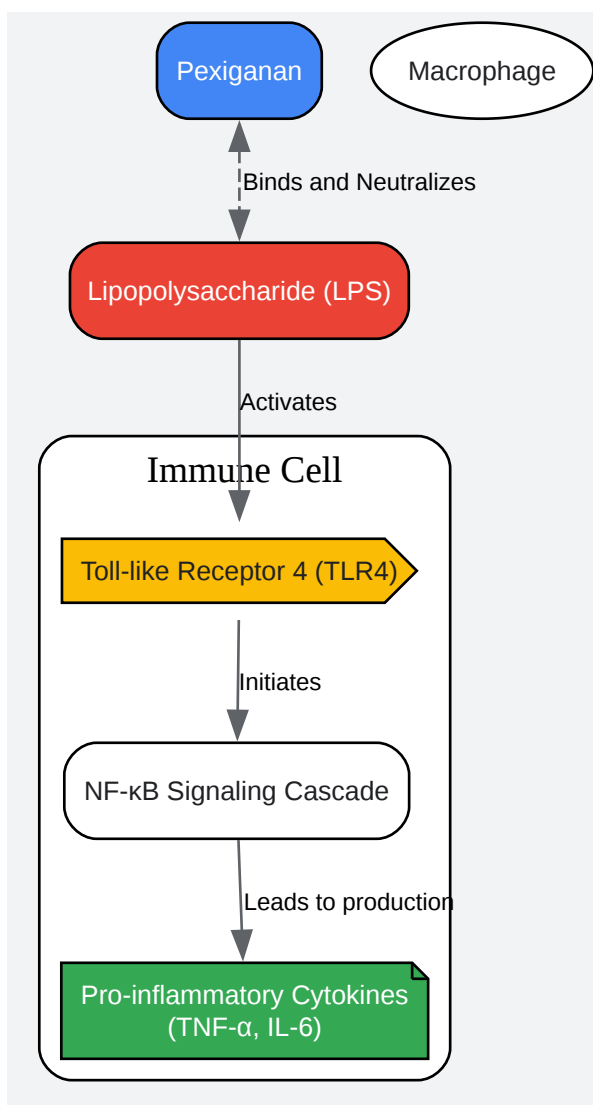 Pexiganan
Macrophage
Binds and Neutralizes
Lipopolysaccharide (LPS)
Activates
Immune Cell
Toll-like Receptor 4 (TLR4)
Initiates
NF-κB Signaling Cascade
Leads to production
Pro-inflammatory Cytokines
(TNF-α, IL-6)